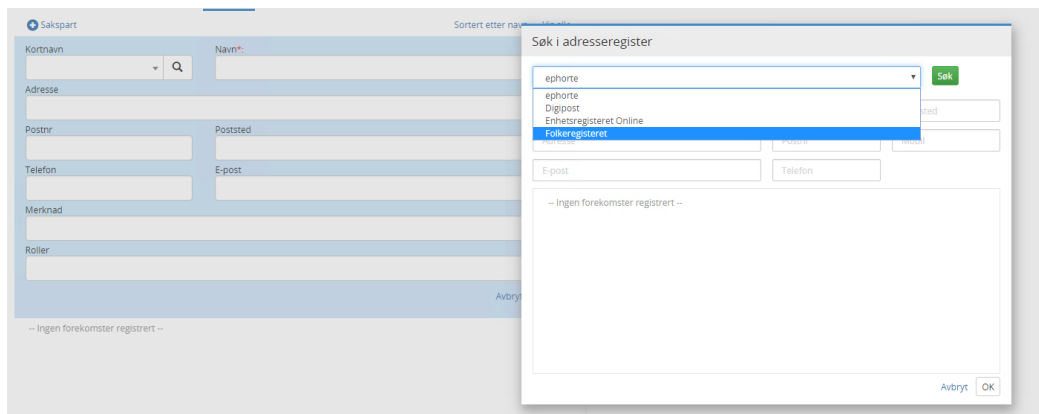 Sakspart
Sortert etter navn
Kortnavn
Navn*:
Adresse
Postnr
Poststed
Telefon
E-post
Merknad
Roller
-- Ingen forekomster registrert --
Søk i adresseregister
ephorte
Søk
ephorte
Digipost
Enhetsregisteret Online
Folkeregisteret
Adresse
Postnr
Mobil
E-post
Telefon
-- Ingen forekomster registrert --
Avbryt
OK